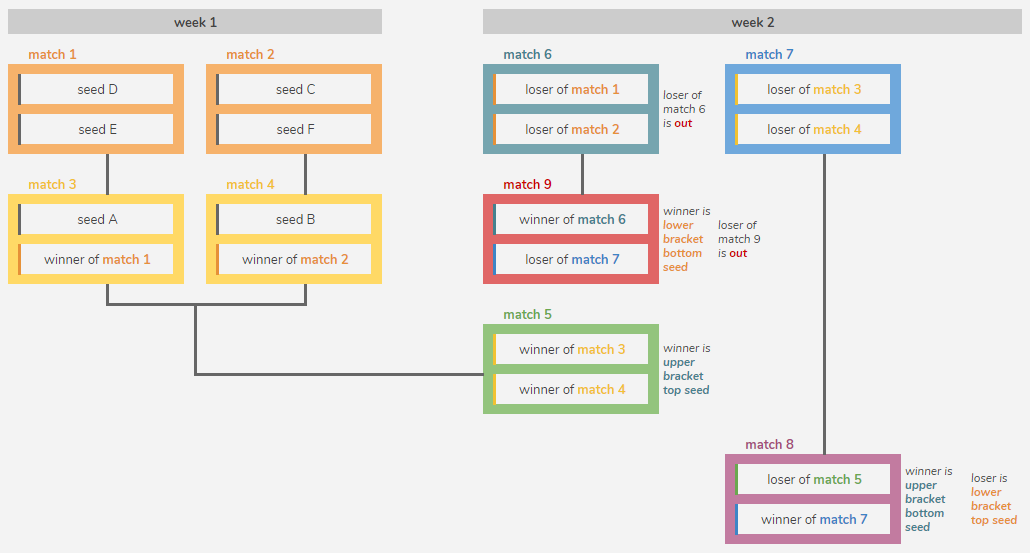 week 1
week 2
match 1
match 2
match 6
match 7
seed D
seed E
seed C
seed F
loser of match 1
loser of match 2
loser of
match 6
is out
loser of match 3
loser of match 4
match 3
match 4
match 9
seed A
winner of match 1
seed B
winner of match 2
winner of match 6
loser of match 7
winner is
lower
bracket
bottom
seed
loser of
match 9
is out
match 5
winner of match 3
winner of match 4
winner is
upper
bracket
top seed
match 8
loser of match 5
winner of match 7
winner is
upper
bracket
bottom
seed
loser is
lower
bracket
top seed